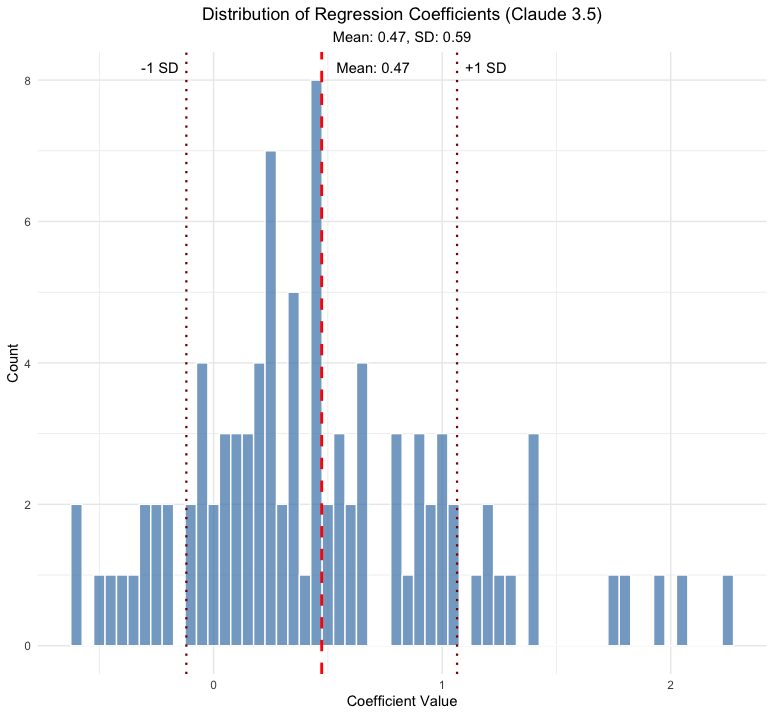 Distribution of Regression Coefficients (Claude 3.5)
Mean: 0.47, SD: 0.59
-1 SD
Mean: 0.47
+1 SD
8
6
4
2
0
Count
0
1
2
Coefficient Value